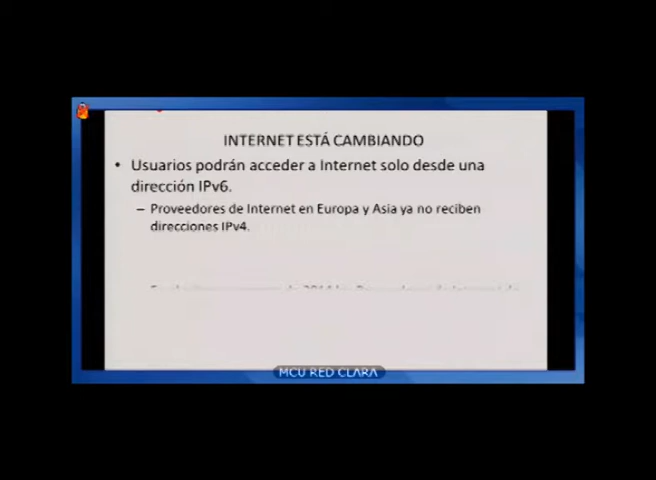 INTERNET ESTÁ CAMBIANDO
• Usuarios podrán acceder a Internet solo desde una
dirección IPv6.
– Proveedores de Internet en Europa y Asia ya no reciben
direcciones IPv4.
MCU RED CLARA